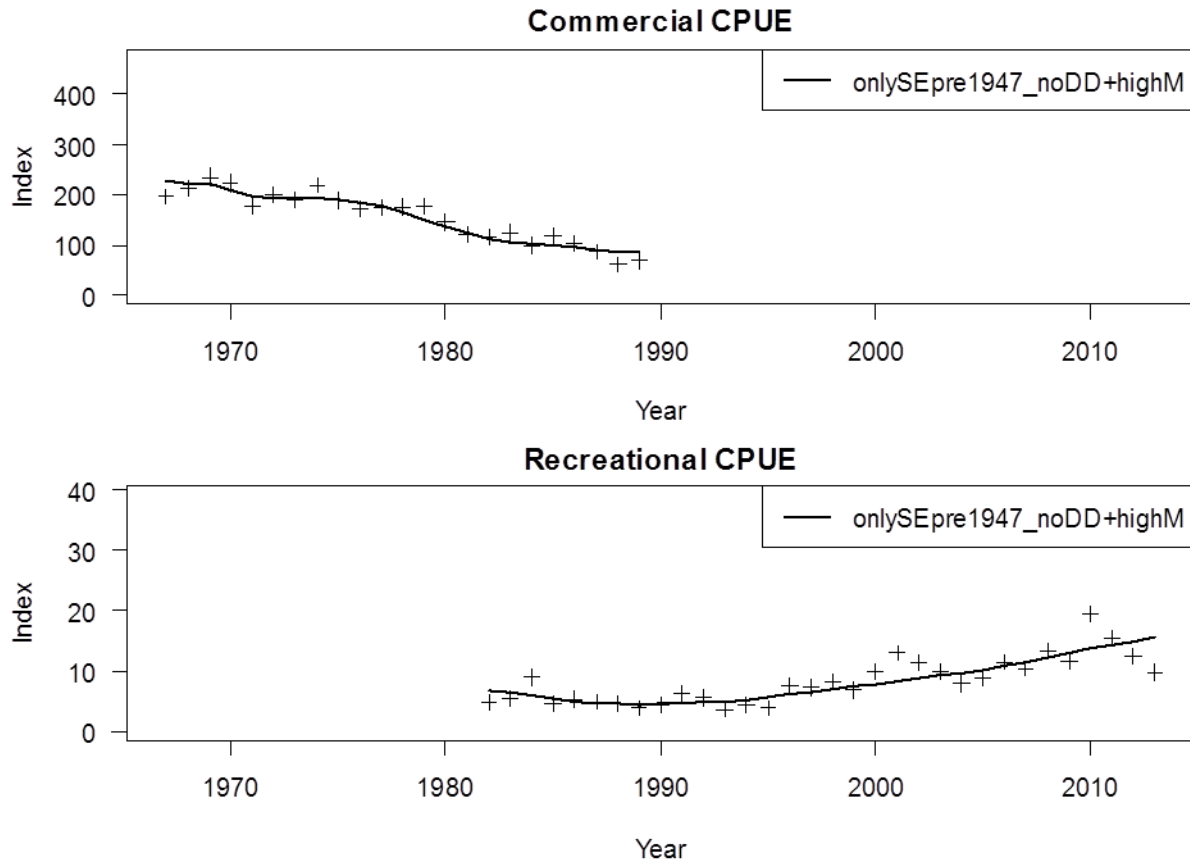 Commercial CPUE
onlySEpre1947_noDD+highM
Index
400
300
200
100
0
1970 1980 1990 2000 2010
Year
Recreational CPUE
onlySEpre1947_noDD+highM
Index
40
30
20
10
0
1970 1980 1990 2000 2010
Year